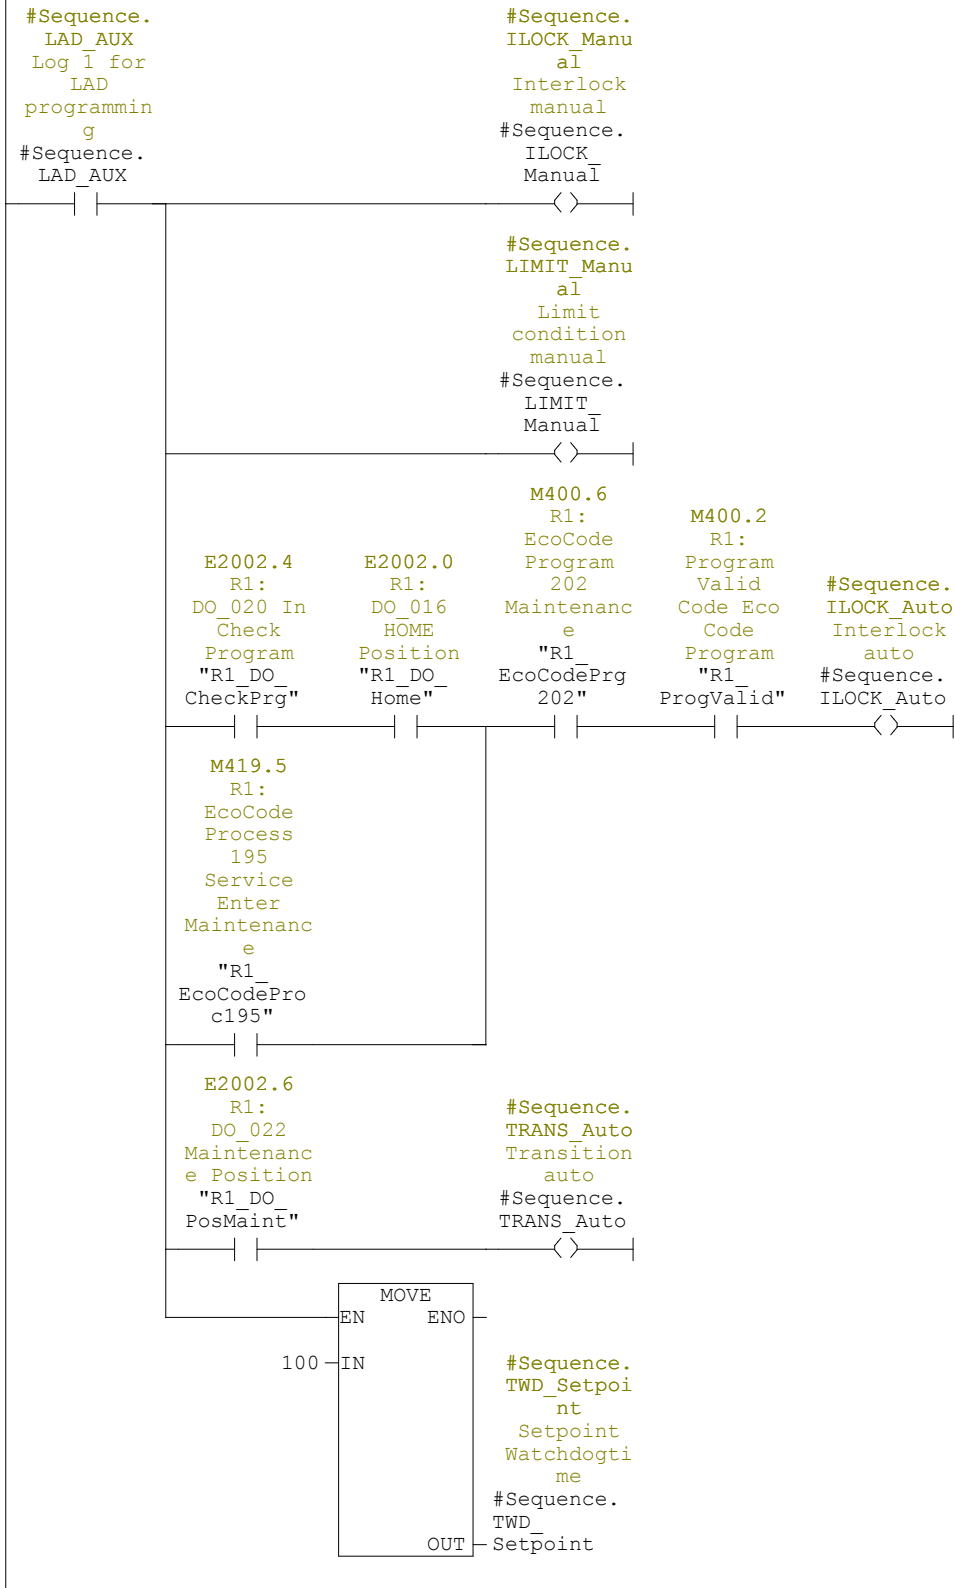 #Sequence.
LAD_AUX
Log 1 for
LAD
programmin
g
#Sequence.
LAD_AUX
#Sequence.
ILOCK_Manu
al
Interlock
manual
#Sequence.
ILOCK_
Manual
#Sequence.
LIMIT_Manu
al
Limit
condition
manual
#Sequence.
LIMIT_
Manual
E2002.4
R1:
DO_020 In
Check
Program
"R1_DO_
CheckPrg"
E2002.0
R1:
DO_016
HOME
Position
"R1_DO_
Home"
M400.6
R1:
EcoCode
Program
202
Maintenanc
e
"R1_
EcoCodePrg
202"
M400.2
R1:
Program
Valid
Code Eco
Code
Program
"R1_
ProgValid"
#Sequence.
ILOCK_Auto
Interlock
auto
#Sequence.
ILOCK_Auto
M419.5
R1:
EcoCode
Process
195
Service
Enter
Maintenanc
e
"R1_
EcoCodePro
c195"
E2002.6
R1:
DO_022
Maintenanc
e Position
"R1_DO_
PosMaint"
#Sequence.
TRANS_Auto
Transition
auto
#Sequence.
TRANS_Auto
MOVE
EN ENO
100 IN
#Sequence.
TWD_Setpoi
nt
Setpoint
Watchdogti
me
#Sequence.
TWD_
OUT Setpoint